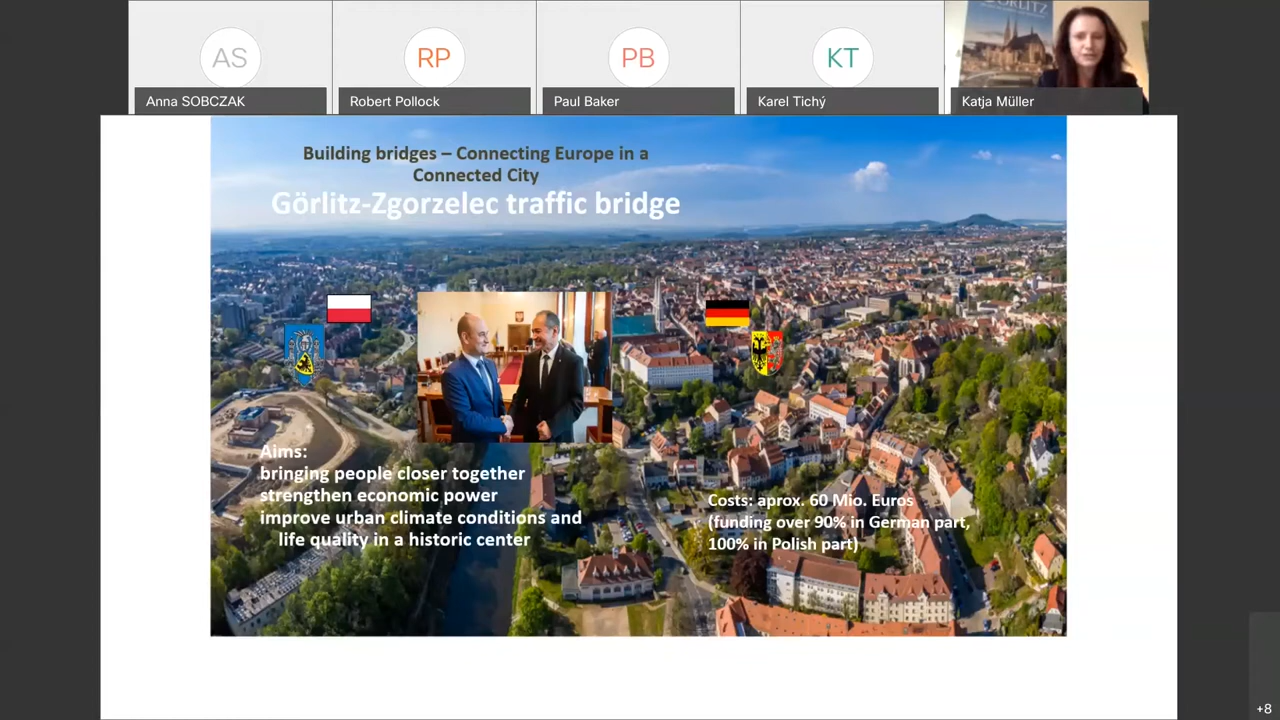 AS
RP
PB
KT
Anna SOBCZAK
Robert Pollock
Paul Baker
Karel Tichý
Katja Müller
GÖRLITZ
Building bridges – Connecting Europe in a
Connected City
Görlitz-Zgorzelec traffic bridge
Aims:
bringing people closer together
strengthen economic power
improve urban climate conditions and
life quality in a historic center
Costs: aprox. 60 Mio. Euros
(funding over 90% in German part,
100% in Polish part)
+8